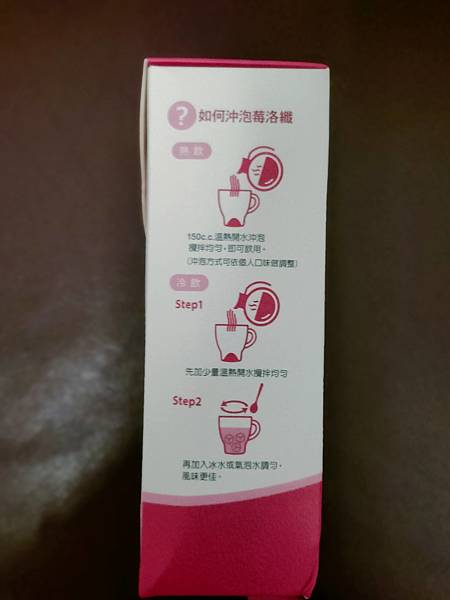 ? 如何沖泡莓洛纖
熱飲
150c.c.溫熱開水沖泡
攪拌均勻，即可飲用。
(沖泡方式可依個人口味做調整)
冷飲
Step1
先加少量溫熱開水攪拌均勻
Step2
再加入冰水或氣泡水調勻，
風味更佳。